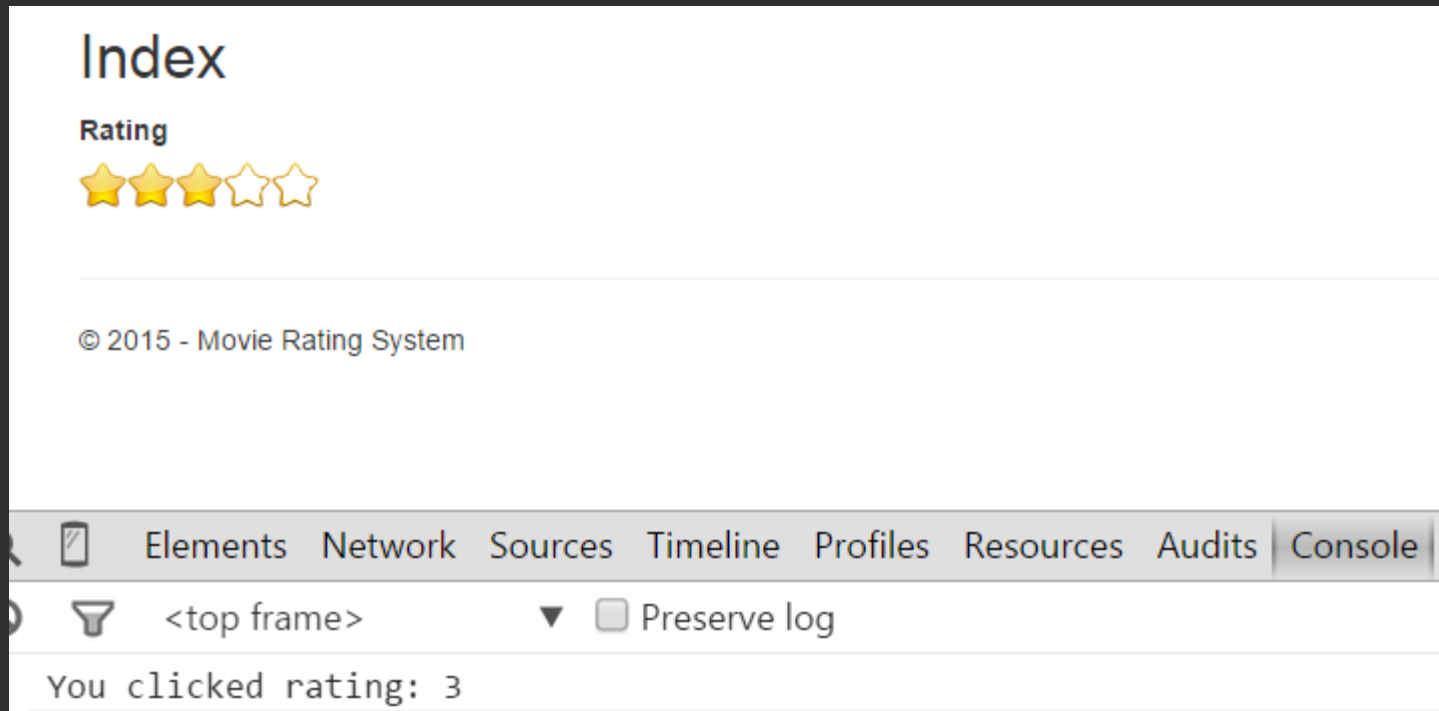 Index
Rating
© 2015 - Movie Rating System
Elements Network Sources Timeline Profiles Resources Audits Console
<top frame> ▼ Preserve log
You clicked rating: 3